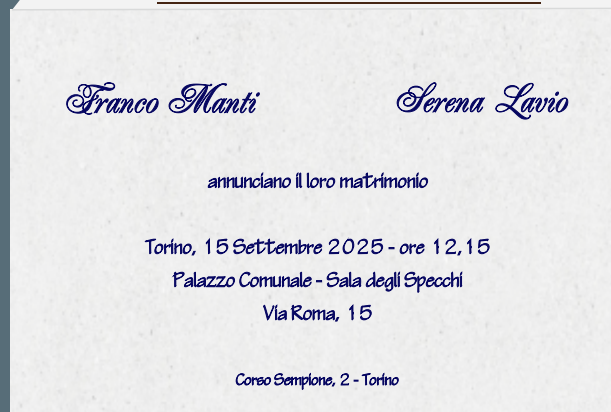 Franco Manti Serena Lavio
annunciano il loro matrimonio
Torino, 15 Settembre 2025 - ore 12,15
Palazzo Comunale - Sala degli Specchi
Via Roma, 15
Corso Sempione, 2 - Torino